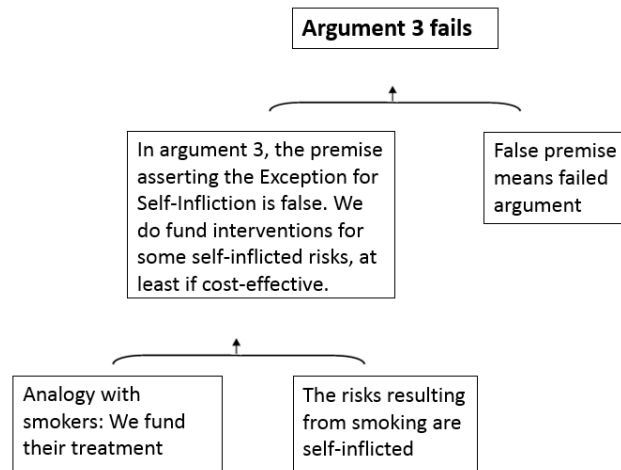 Argument 3 fails
In argument 3, the premise
asserting the Exception for
Self-Infliction is false. We
do fund interventions for
some self-inflicted risks, at
least if cost-effective.
False premise
means failed
argument
Analogy with
smokers: We fund
their treatment
The risks resulting
from smoking are
self-inflicted